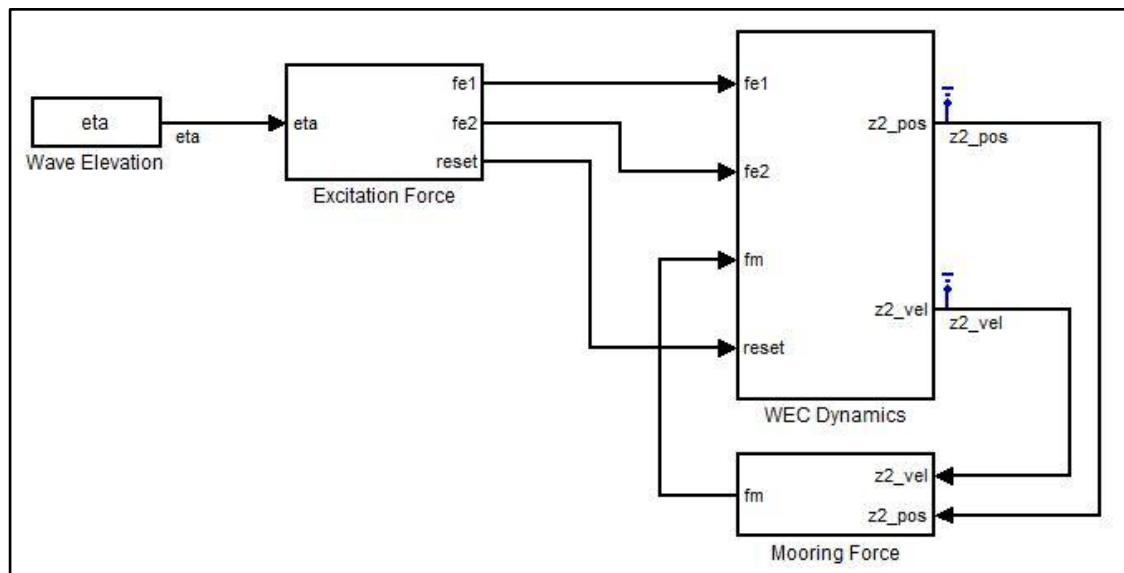 eta
Wave Elevation
eta
eta
fe1
fe2
reset
Excitation Force
fe1
fe2
fm
reset
z2_pos
z2_vel
WEC Dynamics
z2_pos
z2_vel
fm
z2_vel
z2_pos
Mooring Force